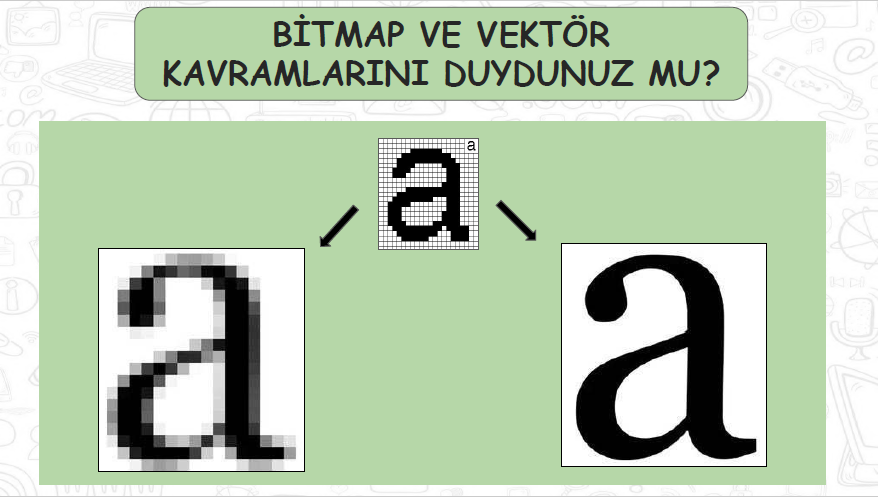 BİTMAP VE VEKTÖR
KAVRAMLARINI DUYDUNUZ MU?
a
a
a
a